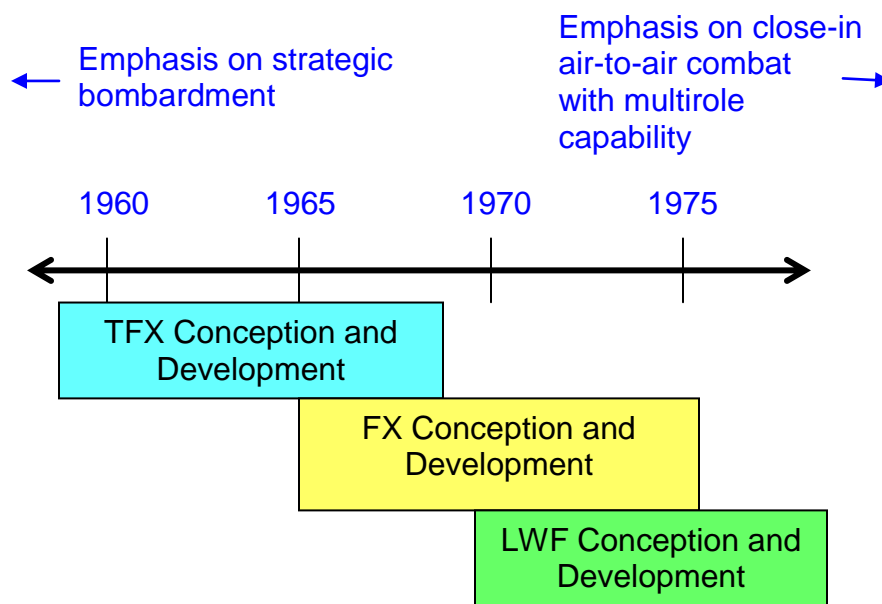 Emphasis on strategic
bombardment
Emphasis on close-in
air-to-air combat
with multirole
capability
1960
1965
1970
1975
TFX Conception and
Development
FX Conception and
Development
LWF Conception and
Development